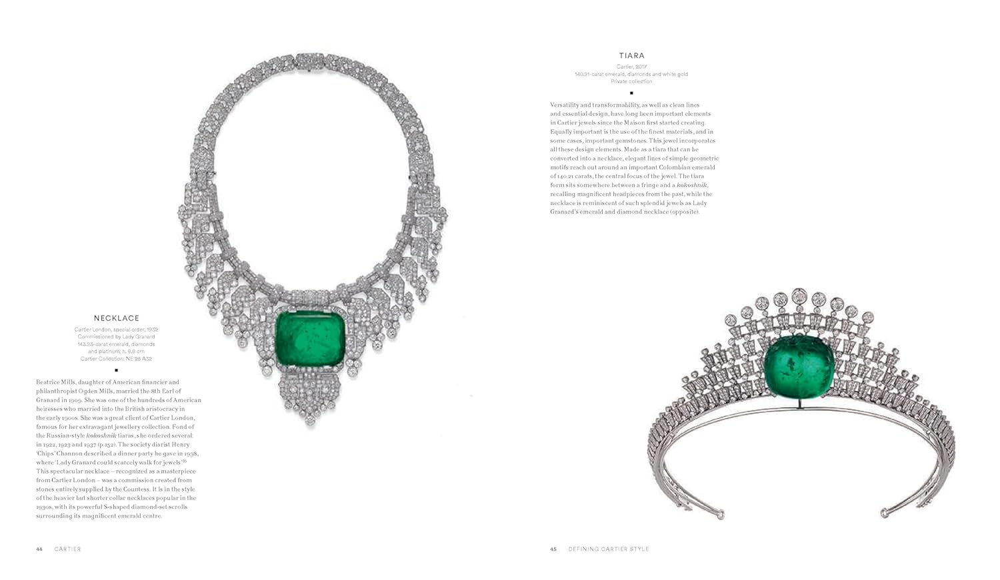 NECKLACE
Cartier London, special order, 1932
Commissioned by Lady Granard
143.23-carat emerald, diamonds
and platinum; h. 8.8 cm
Cartier Collection: NE 25 A32
Beatrice Mills, daughter of American financier and
philanthropist Ogden Mills, married the 8th Earl of
Granard in 1909. She was one of the hundreds of American
heiresses who married into the British aristocracy in
the early 1900s. She was a great client of Cartier London,
famous for her extravagant jewellery collection. Fond of
the Russian-style kokoshnik tiaras, she ordered several:
in 1922, 1923 and 1937 (p.152). The society diarist Henry
‘Chips’ Channon described a dinner party he gave in 1938,
where ‘Lady Granard could scarcely walk for jewels’.
This spectacular necklace – recognized as a masterpiece
from Cartier London – was a commission created from
stones entirely supplied by the Countess. It is in the style
of the heavier but shorter collar necklaces popular in the
1930s, with its powerful S-shaped diamond-set scrolls
surrounding its magnificent emerald centre.
44 CARTIER
TIARA
Cartier, 2017
140.21-carat emerald, diamonds and white gold
Private collection
Versatility and transformability, as well as clean lines
and essential design, have long been important elements
in Cartier jewels since the Maison first started creating.
Equally important is the use of the finest materials, and in
some cases, important gemstones. This jewel incorporates
all these design elements. Made as a tiara that can be
converted into a necklace, elegant lines of simple geometric
motifs reach out around an important Colombian emerald
of 140.21 carats, the central focus of the jewel. The tiara
form sits somewhere between a fringe and a kokoshnik,
recalling magnificent headpieces from the past, while the
necklace is reminiscent of such splendid jewels as Lady
Granard’s emerald and diamond necklace (opposite).
45 DEFINING CARTIER STYLE